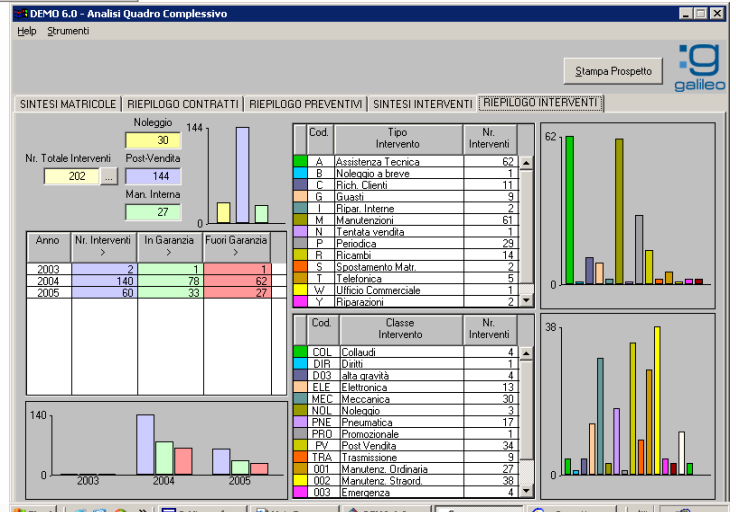 DEMO 6.0 - Analisi Quadro Complessivo
Help Strumenti
Stampa Prospetto
galileo
SINTESI MATRICOLE RIEPILOGO CONTRATTI RIEPILOGO PREVENTIVI SINTESI INTERVENTI RIEPILOGO INTERVENTI
Noleggio
30
Nr. Totale Interventi
202 ...
Post-Vendita
144
Man. Interna
27
144
0
Anno Nr. Interventi > In Garanzia > Fuori Garanzia >
2003 2 1 1
2004 140 78 62
2005 60 33 27
140
0
2003 2004 2005
Cod. Tipo Intervento Nr. Interventi
A Assistenza Tecnica 62
B Noleggio a breve 1
C Rich. Clienti 11
G Guasti 9
I Ripar. Interne 2
M Manutenzioni 61
N Tentata vendita 1
P Periodica 29
R Ricambi 14
S Spostamento Matr. 2
T Telefonica 5
W Ufficio Commerciale 1
Y Riparazioni 2
62
0
Cod. Classe Intervento Nr. Interventi
COL Collaudi 4
DIR Diritti 1
D03 alta gravità 4
ELE Elettronica 13
MEC Meccanica 30
NOL Noleggio 3
PNE Pneumatica 17
PRO Promozionale 1
PV Post Vendita 34
TRA Trasmissione 9
001 Manutenz. Ordinaria 27
002 Manutenz. Straord. 38
003 Emergenza 4
38
0